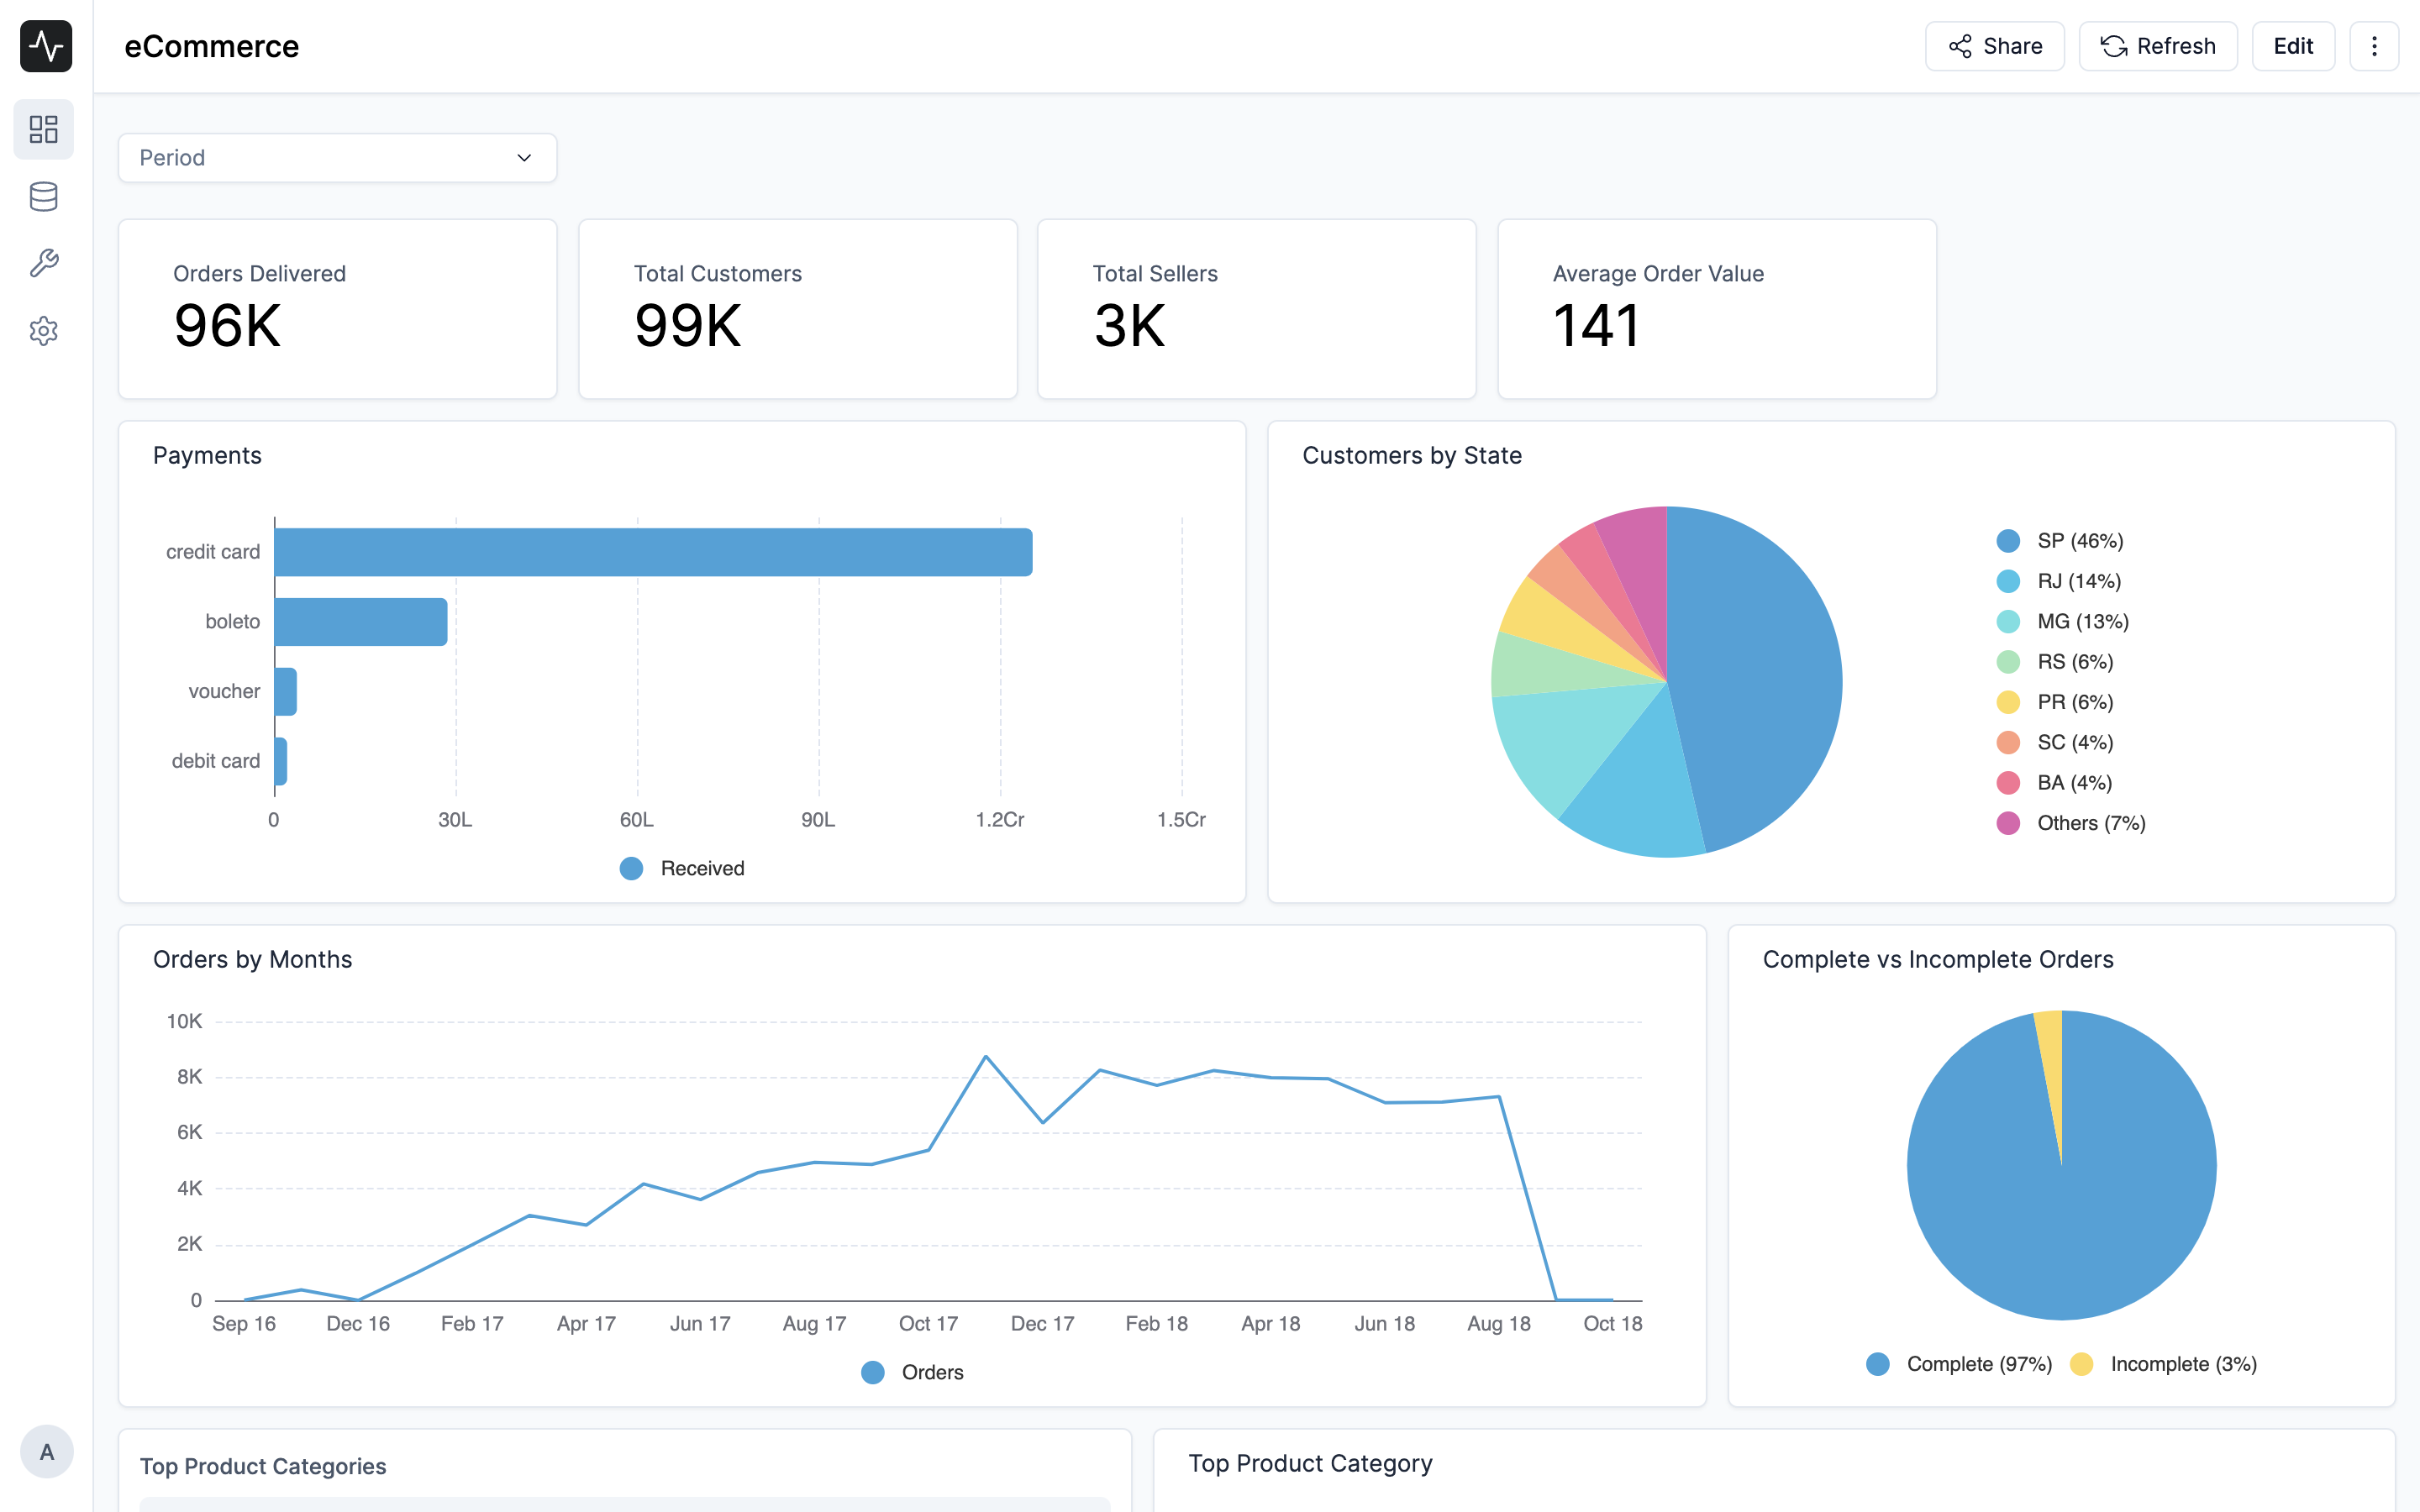 eCommerce
Share
Refresh
Edit
Period
Orders Delivered
96K
Total Customers
99K
Total Sellers
3K
Average Order Value
141
Payments
credit card
boleto
voucher
debit card
0
30L
60L
90L
1.2Cr
1.5Cr
Received
Customers by State
SP (46%)
RJ (14%)
MG (13%)
RS (6%)
PR (6%)
SC (4%)
BA (4%)
Others (7%)
Orders by Months
10K
8K
6K
4K
2K
0
Sep 16
Dec 16
Feb 17
Apr 17
Jun 17
Aug 17
Oct 17
Dec 17
Feb 18
Apr 18
Jun 18
Aug 18
Oct 18
Orders
Complete vs Incomplete Orders
Complete (97%)
Incomplete (3%)
A
Top Product Categories
Top Product Category